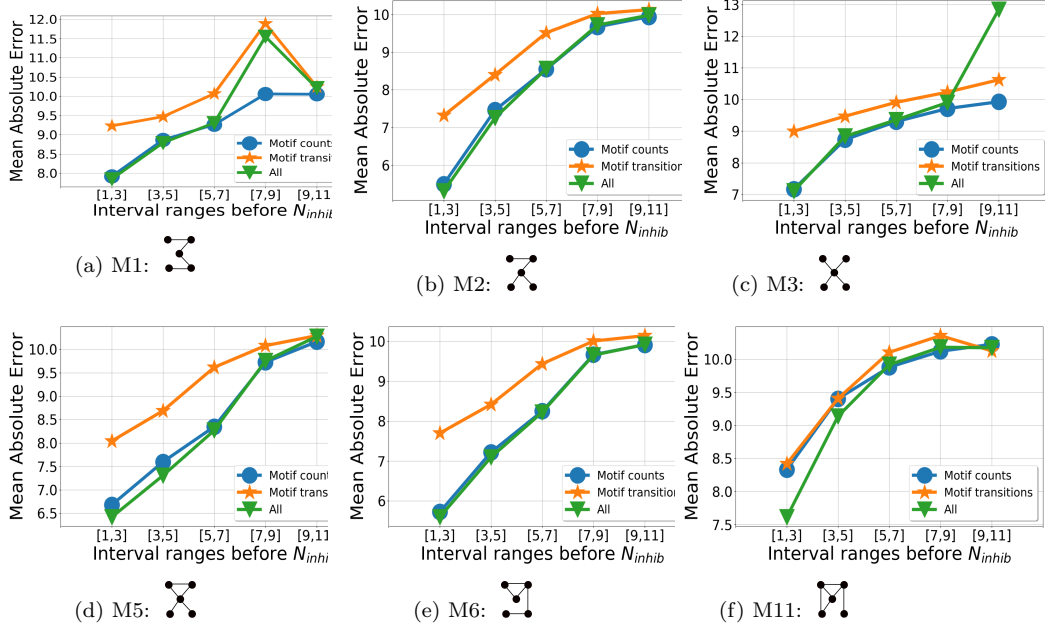 Mean Absolute Error
12.0
11.5
11.0
10.5
10.0
9.5
9.0
8.5
8.0
Motif counts
Motif transit
All
[1,3] [3,5] [5,7] [7,9] [9,11]
Interval ranges before N_inhib
(a) M1:
Mean Absolute Error
10
9
8
7
6
Motif counts
Motif transition
All
[1,3] [3,5] [5,7] [7,9] [9,11]
Interval ranges before N_inhib
(b) M2:
Mean Absolute Error
13
12
11
10
9
8
7
Motif counts
Motif transitions
All
[1,3] [3,5] [5,7] [7,9] [9,11]
Interval ranges before N_inhib
(c) M3:
Mean Absolute Error
10.0
9.5
9.0
8.5
8.0
7.5
7.0
6.5
Motif counts
Motif trans
All
[1,3] [3,5] [5,7] [7,9] [9,11]
Interval ranges before N_inhib
(d) M5:
Mean Absolute Error
10
9
8
7
6
Motif counts
Motif transition
All
[1,3] [3,5] [5,7] [7,9] [9,11]
Interval ranges before N_inhib
(e) M6:
Mean Absolute Error
10.0
9.5
9.0
8.5
8.0
7.5
Motif counts
Motif transitions
All
[1,3] [3,5] [5,7] [7,9] [9,11]
Interval ranges before N_inhib
(f) M11: